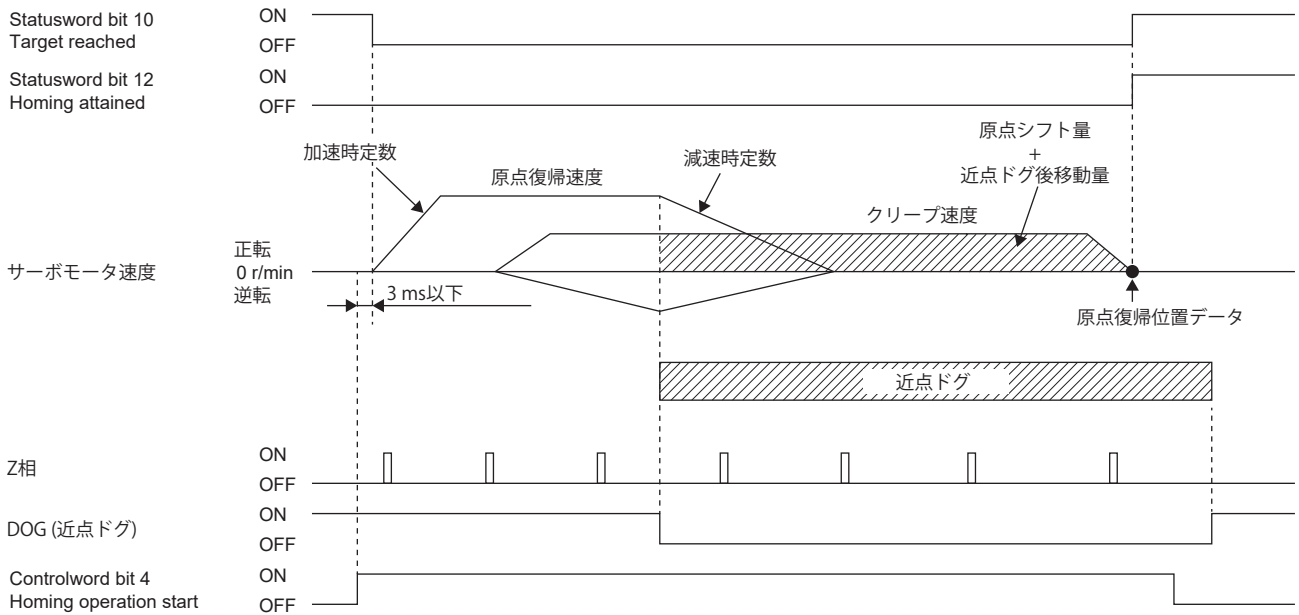 Statusword bit 10
Target reached
ON
OFF
Statusword bit 12
Homing attained
ON
OFF
加速時定数
原点復帰速度
減速時定数
原点シフト量
+
近点ドグ後移動量
クリープ速度
サーボモータ速度
正転
0 r/min
逆転
3 ms以下
原点復帰位置データ
近点ドグ
Z相
ON
OFF
DOG (近点ドグ)
ON
OFF
Controlword bit 4
Homing operation start
ON
OFF